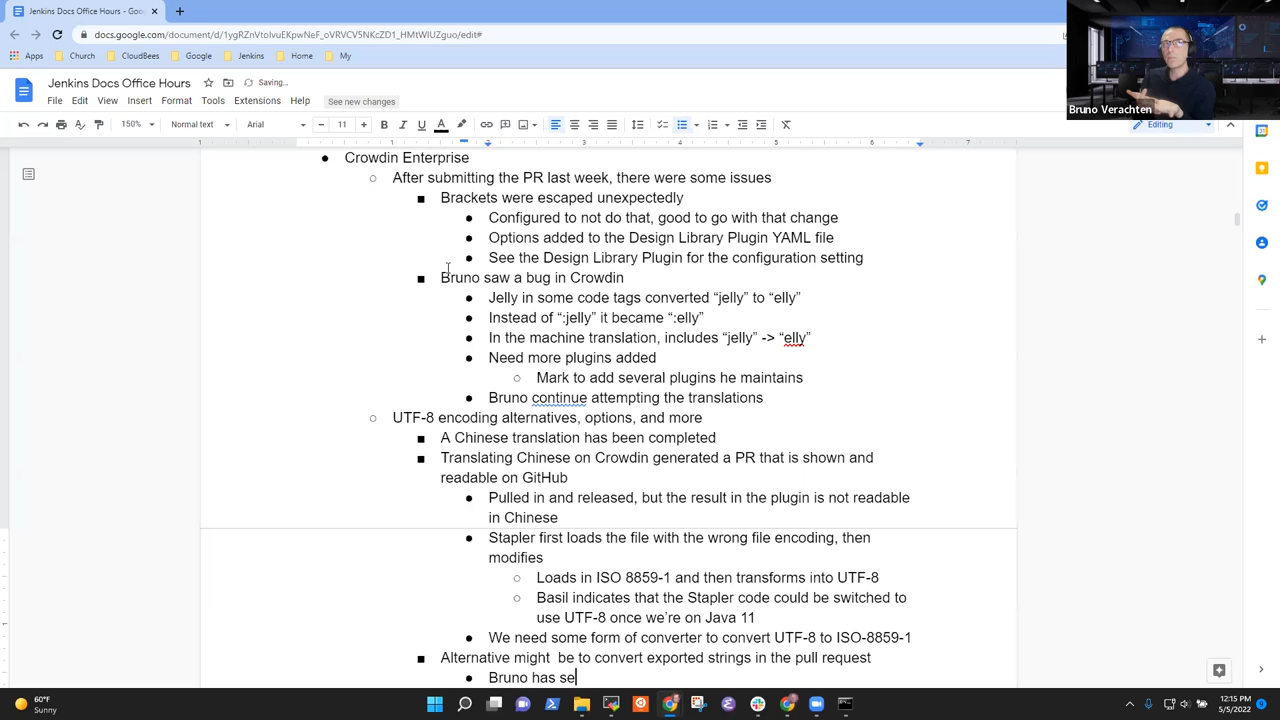 Jenkins Docs Office Hours -
docs.google.com/document/d/1ygRZnVtoIvuEKpwNeF_oVRVCV5NKcZD1_HMtWIUZguo/edit#
Apps Church CloudBees Google Jenkins Home My
Jenkins Docs Office Hours Saving...
File Edit View Insert Format Tools Extensions Help See new changes
150% Normal text Arial 11 Editing
Bruno Verachten
1 1 2 3 4 5 6 7
Crowdin Enterprise
After submitting the PR last week, there were some issues
Brackets were escaped unexpectedly
Configured to not do that, good to go with that change
Options added to the Design Library Plugin YAML file
See the Design Library Plugin for the configuration setting
Bruno saw a bug in Crowdin
Jelly in some code tags converted “jelly” to “elly”
Instead of “:jelly” it became “:elly”
In the machine translation, includes “jelly” -> “elly”
Need more plugins added
Mark to add several plugins he maintains
Bruno continue attempting the translations
UTF-8 encoding alternatives, options, and more
A Chinese translation has been completed
Translating Chinese on Crowdin generated a PR that is shown and
readable on GitHub
Pulled in and released, but the result in the plugin is not readable
in Chinese
Stapler first loads the file with the wrong file encoding, then
modifies
Loads in ISO 8859-1 and then transforms into UTF-8
Basil indicates that the Stapler code could be switched to
use UTF-8 once we’re on Java 11
We need some form of converter to convert UTF-8 to ISO-8859-1
Alternative might  be to convert exported strings in the pull request
Bruno has se
60°F
Sunny
12:15 PM
5/5/2022